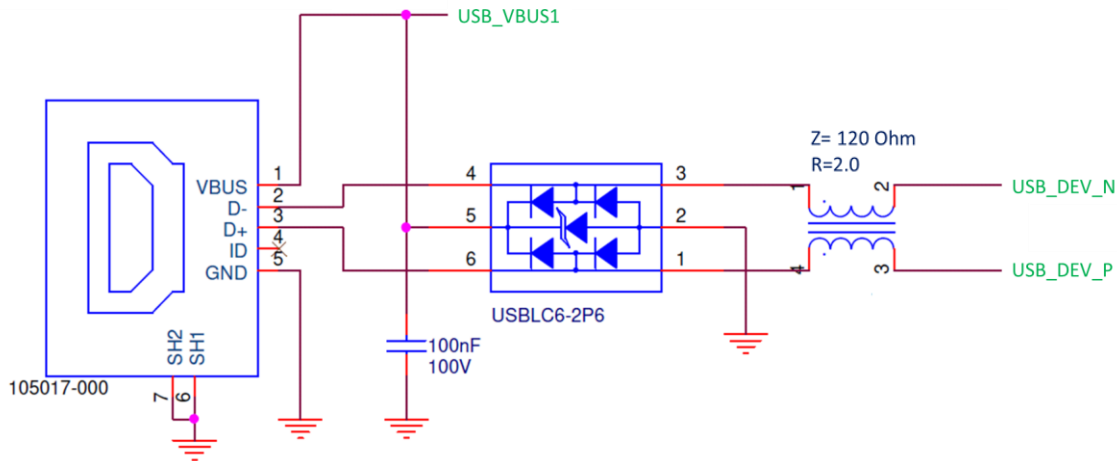 USB_VBUS1
Z= 120 Ohm
R=2.0
VBUS 1
D- 2
D+ 3
ID 4
GND 5
SH2
SH1
7
6
105017-000
4
5
6
3
2
1
USBLC6-2P6
100nF
100V
1
2
4
3
USB_DEV_N
USB_DEV_P